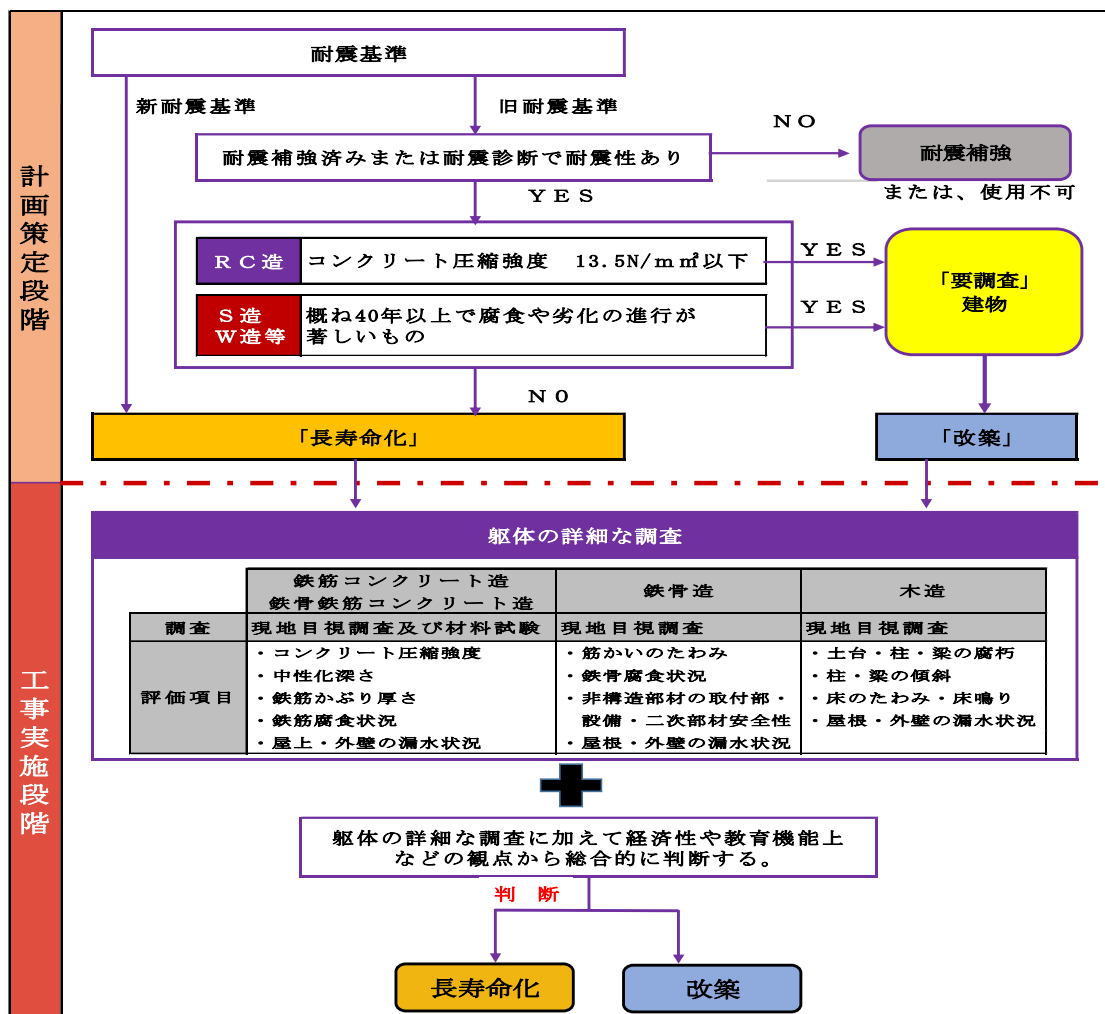 計画策定段階
耐震基準
新耐震基準
旧耐震基準
耐震補強済みまたは耐震診断で耐震性あり
NO
耐震補強
または、使用不可
YES
RC造
コンクリート圧縮強度　13.5N/m㎡以下
YES
S造
W造等
概ね40年以上で腐食や劣化の進行が
著しいもの
YES
「要調査」
建物
NO
「長寿命化」
「改築」
工事実施段階
躯体の詳細な調査
鉄筋コンクリート造
鉄骨鉄筋コンクリート造
鉄骨造
木造
調査
現地目視調査及び材料試験
現地目視調査
現地目視調査
評価項目
・コンクリート圧縮強度
・中性化深さ
・鉄筋かぶり厚さ
・鉄筋腐食状況
・屋上・外壁の漏水状況
・筋かいのたわみ
・鉄骨腐食状況
・非構造部材の取付部・
設備・二次部材安全性
・屋根・外壁の漏水状況
・土台・柱・梁の腐朽
・柱・梁の傾斜
・床のたわみ・床鳴り
・屋根・外壁の漏水状況
躯体の詳細な調査に加えて経済性や教育機能上
などの観点から総合的に判断する。
判　断
長寿命化
改築